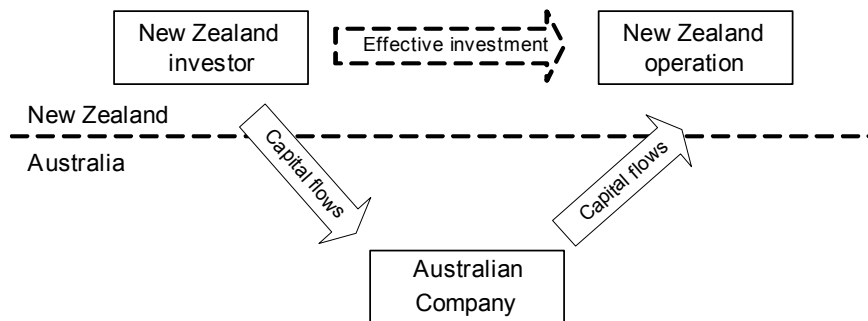 New Zealand
investor
Effective investment
New Zealand
operation
New Zealand
Australia
Capital flows
Capital flows
Australian
Company